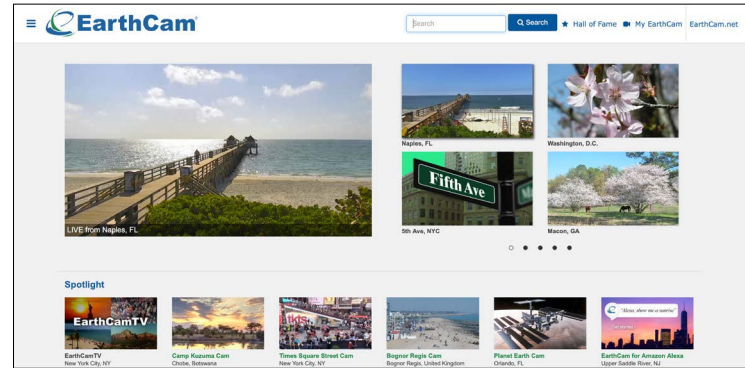 EarthCam
Search
Search
Hall of Fame
My EarthCam
EarthCam.net
LIVE from Naples, FL
Naples, FL
Washington, D.C.
Fifth Ave
5th Ave, NYC
Macon, GA
Spotlight
EarthCamTV
tkts
"Alexa, show me a sunrise"
EarthCamTV
Camp Kuzuma Cam
Times Square Street Cam
Bognor Regis Cam
Planet Earth Cam
EarthCam for Amazon Alexa
New York City, NY
Chobe, Botswana
New York City, NY
Bognor Regis, United Kingdom
Orlando, FL
Upper Saddle River, NJ